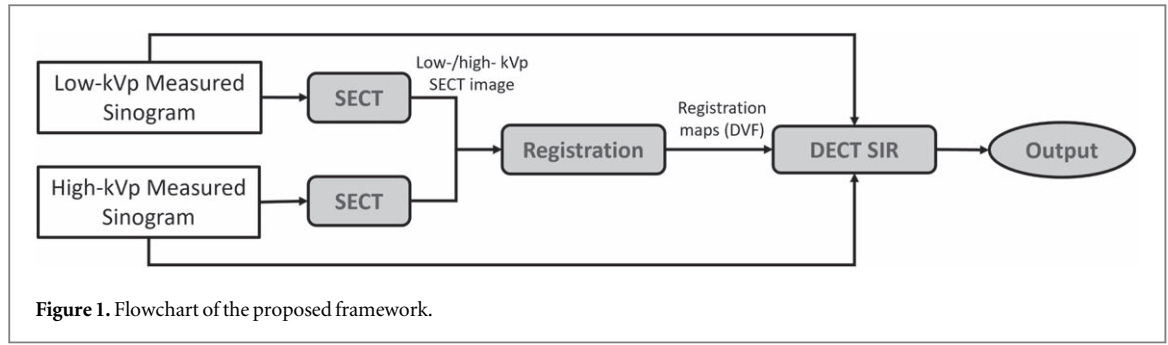 Low-kVp Measured
Sinogram
SECT
Low-/high- kVp
SECT image
Registration
Registration
maps (DVF)
DECT SIR
Output
High-kVp Measured
Sinogram
SECT
Figure 1. Flowchart of the proposed framework.